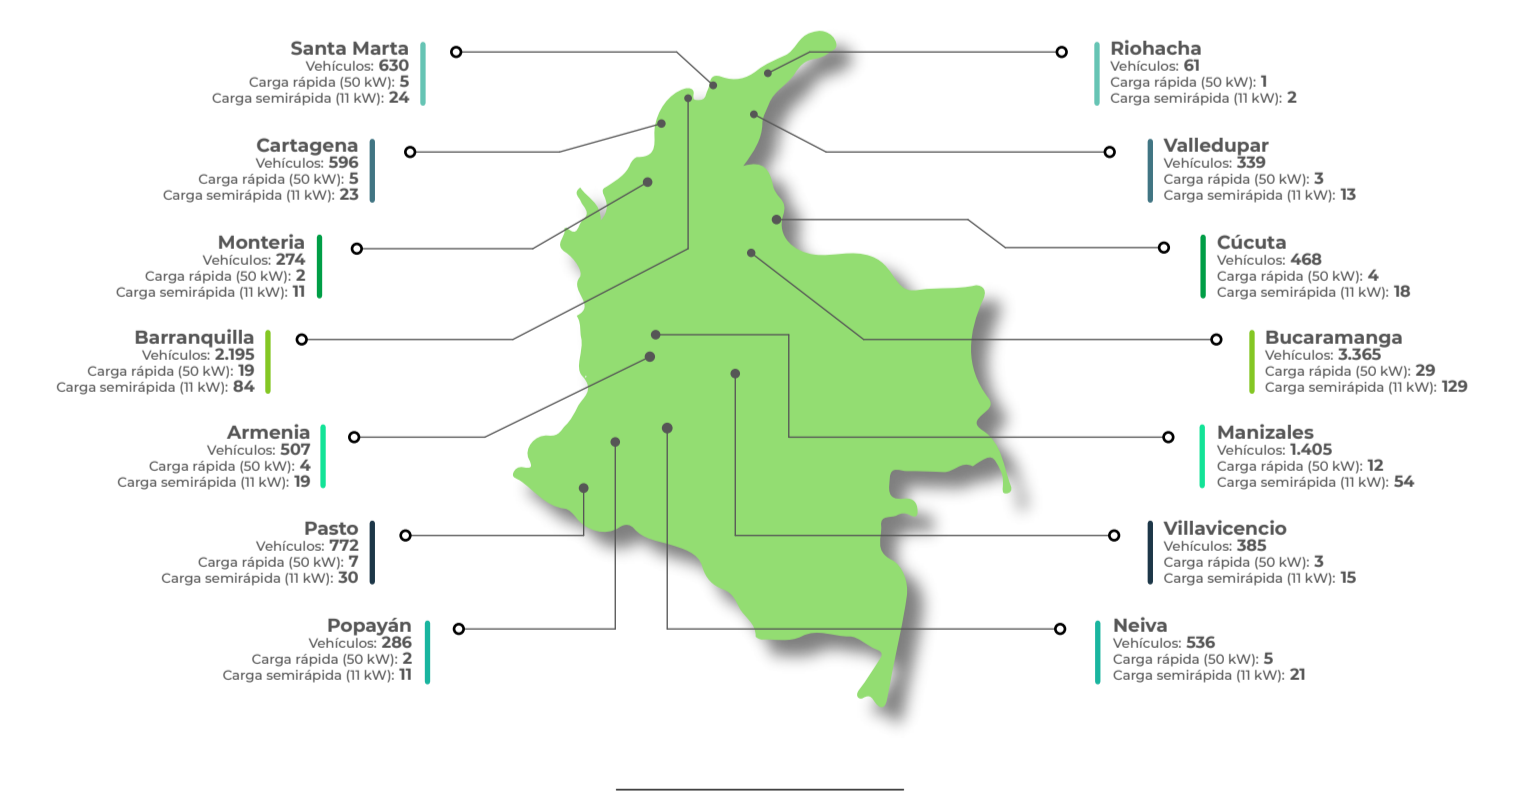 Santa Marta
Vehículos: 630
Carga rápida (50 kW): 5
Carga semirápida (11 kW): 24
Cartagena
Vehículos: 596
Carga rápida (50 kW): 5
Carga semirápida (11 kW): 23
Monteria
Vehículos: 274
Carga rápida (50 kW): 2
Carga semirápida (11 kW): 11
Barranquilla
Vehículos: 2.195
Carga rápida (50 kW): 19
Carga semirápida (11 kW): 84
Armenia
Vehículos: 507
Carga rápida (50 kW): 4
Carga semirápida (11 kW): 19
Pasto
Vehículos: 772
Carga rápida (50 kW): 7
Carga semirápida (11 kW): 30
Popayán
Vehículos: 286
Carga rápida (50 kW): 2
Carga semirápida (11 kW): 11
Riohacha
Vehículos: 61
Carga rápida (50 kW): 1
Carga semirápida (11 kW): 2
Valledupar
Vehículos: 339
Carga rápida (50 kW): 3
Carga semirápida (11 kW): 13
Cúcuta
Vehículos: 468
Carga rápida (50 kW): 4
Carga semirápida (11 kW): 18
Bucaramanga
Vehículos: 3.365
Carga rápida (50 kW): 29
Carga semirápida (11 kW): 129
Manizales
Vehículos: 1.405
Carga rápida (50 kW): 12
Carga semirápida (11 kW): 54
Villavicencio
Vehículos: 385
Carga rápida (50 kW): 3
Carga semirápida (11 kW): 15
Neiva
Vehículos: 536
Carga rápida (50 kW): 5
Carga semirápida (11 kW): 21